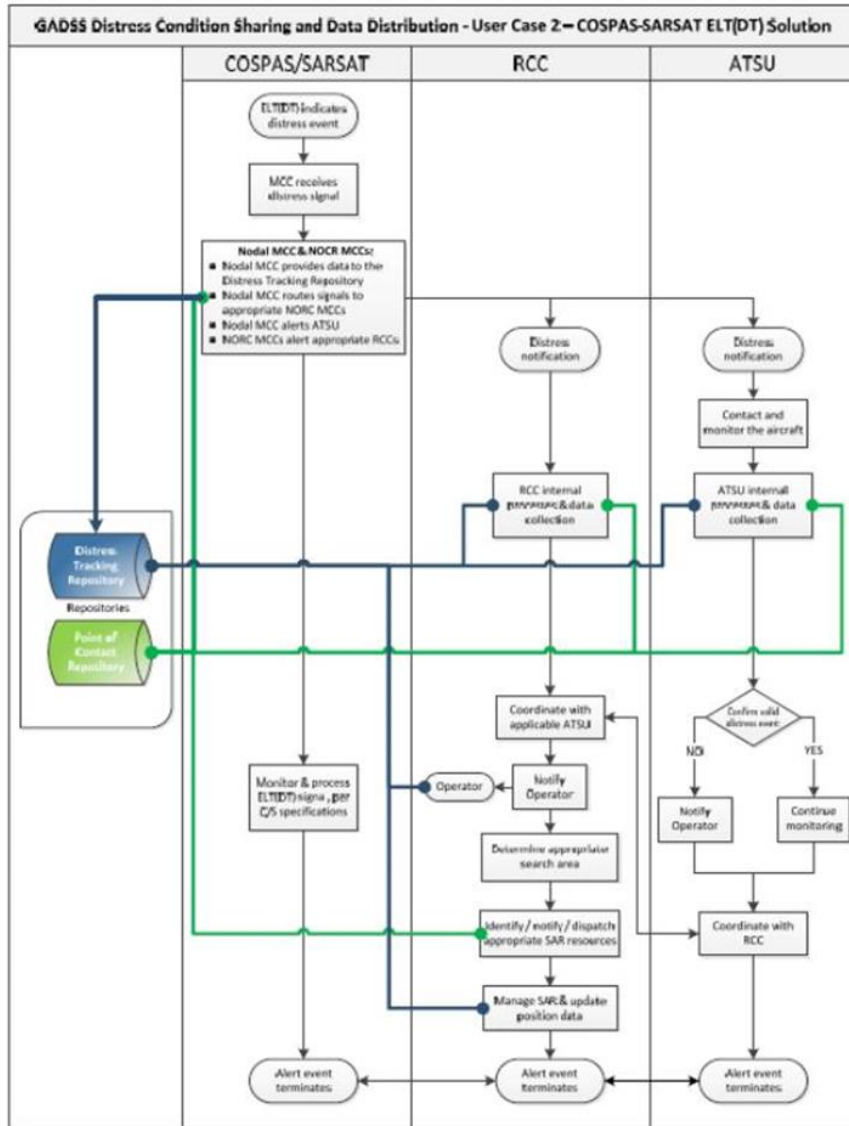 GADSS Distress Condition Sharing and Data Distribution - User Case 2 – COSPAS-SARSAT ELT(DT) Solution
COSPAS/SARSAT
RCC
ATSU
ELT(DT) indicates
distress event
MCC receives
distress signal
Nodal MCC & NOCR MCCs:
▪ Nodal MCC provides data to the
Distress Tracking Repository
▪ Nodal MCC routes signals to
appropriate NORC MCCs
▪ Nodal MCC alerts ATSU
▪ NORC MCCs alert appropriate RCCs
Distress
notification
Distress
notification
Contact and
monitor the aircraft
RCC internal
processes & data
collection
ATSU internal
processes & data
collection
Distress
Tracking
Repository
Repositories
Point of
Contact
Repository
Coordinate with
applicable ATSU
Confirm valid
distress event
NO
YES
Monitor & process
ELT(DT) signal, per
C/S specifications
Operator
Notify
Operator
Notify
Operator
Continue
monitoring
Determine appropriate
search area
Identify / notify / dispatch
appropriate SAR resources
Coordinate with
RCC
Manage SAR & update
position data
Alert event
terminates
Alert event
terminates
Alert event
terminates